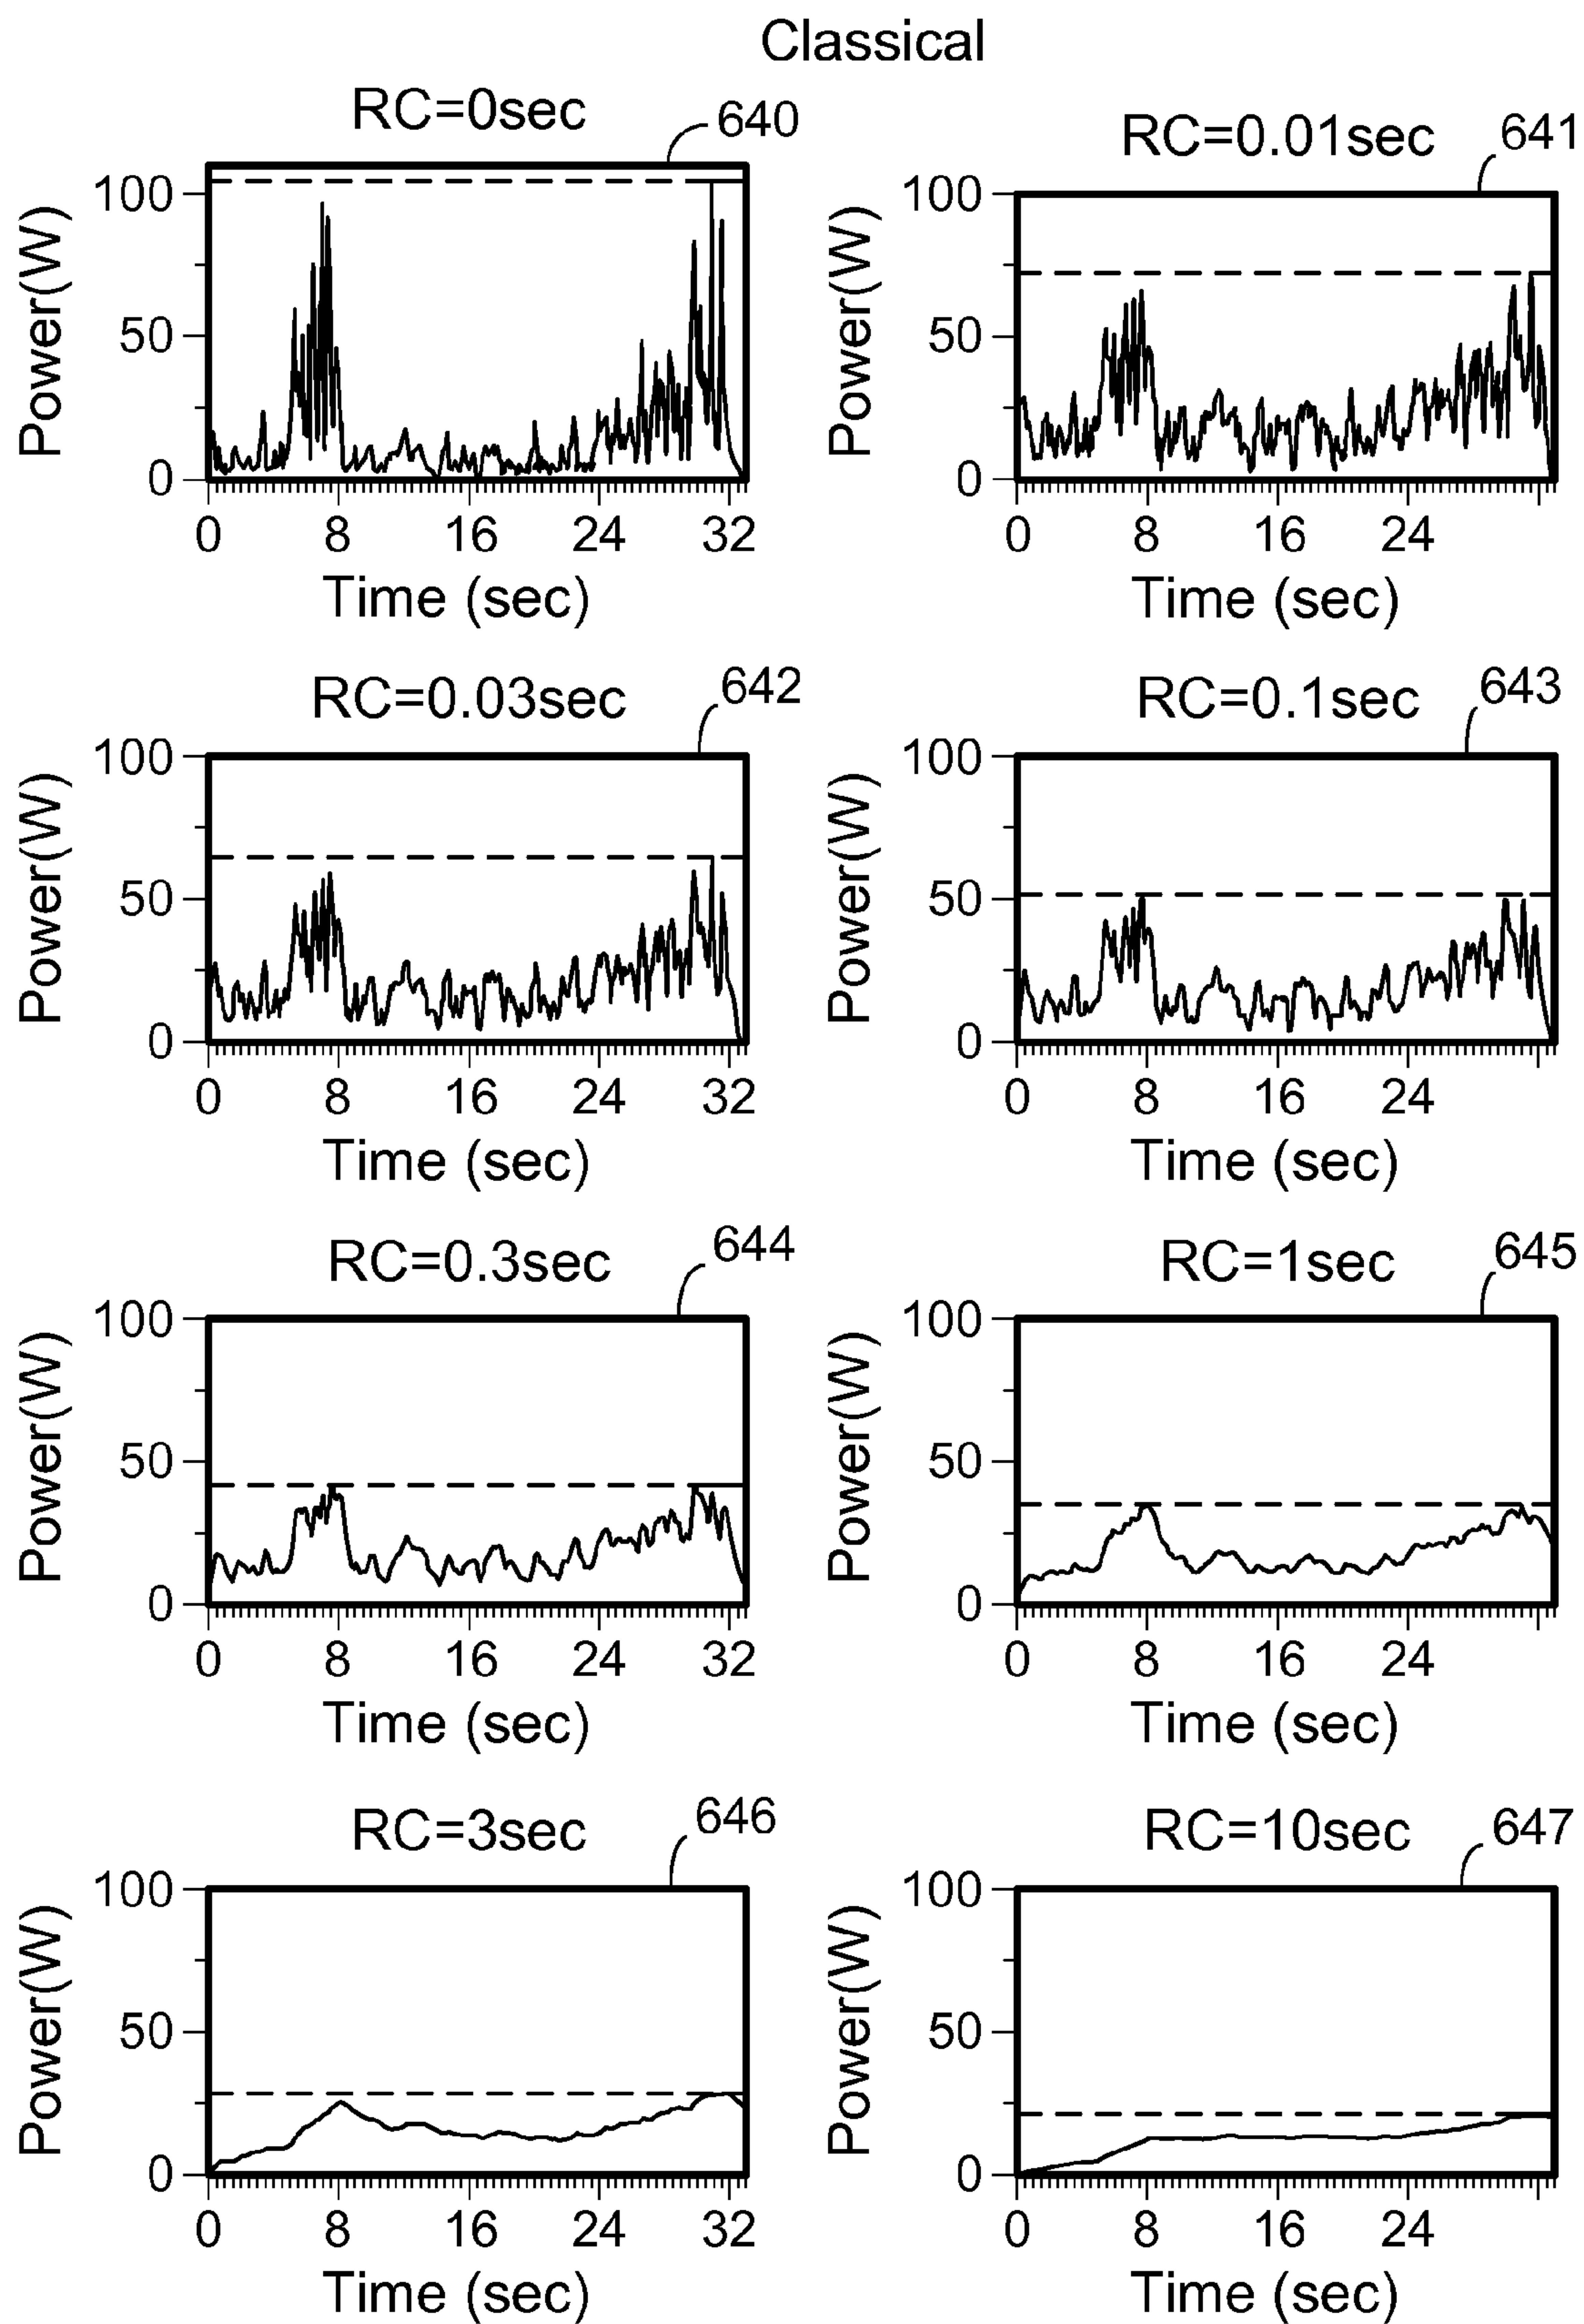 Classical
RC=0sec
640
Power(W)
100
50
0
0 8 16 24 32
Time (sec)
RC=0.01sec
641
Power(W)
100
50
0
0 8 16 24
Time (sec)
RC=0.03sec
642
Power(W)
100
50
0
0 8 16 24 32
Time (sec)
RC=0.1sec
643
Power(W)
100
50
0
0 8 16 24
Time (sec)
RC=0.3sec
644
Power(W)
100
50
0
0 8 16 24 32
Time (sec)
RC=1sec
645
Power(W)
100
50
0
0 8 16 24
Time (sec)
RC=3sec
646
Power(W)
100
50
0
0 8 16 24 32
Time (sec)
RC=10sec
647
Power(W)
100
50
0
0 8 16 24
Time (sec)